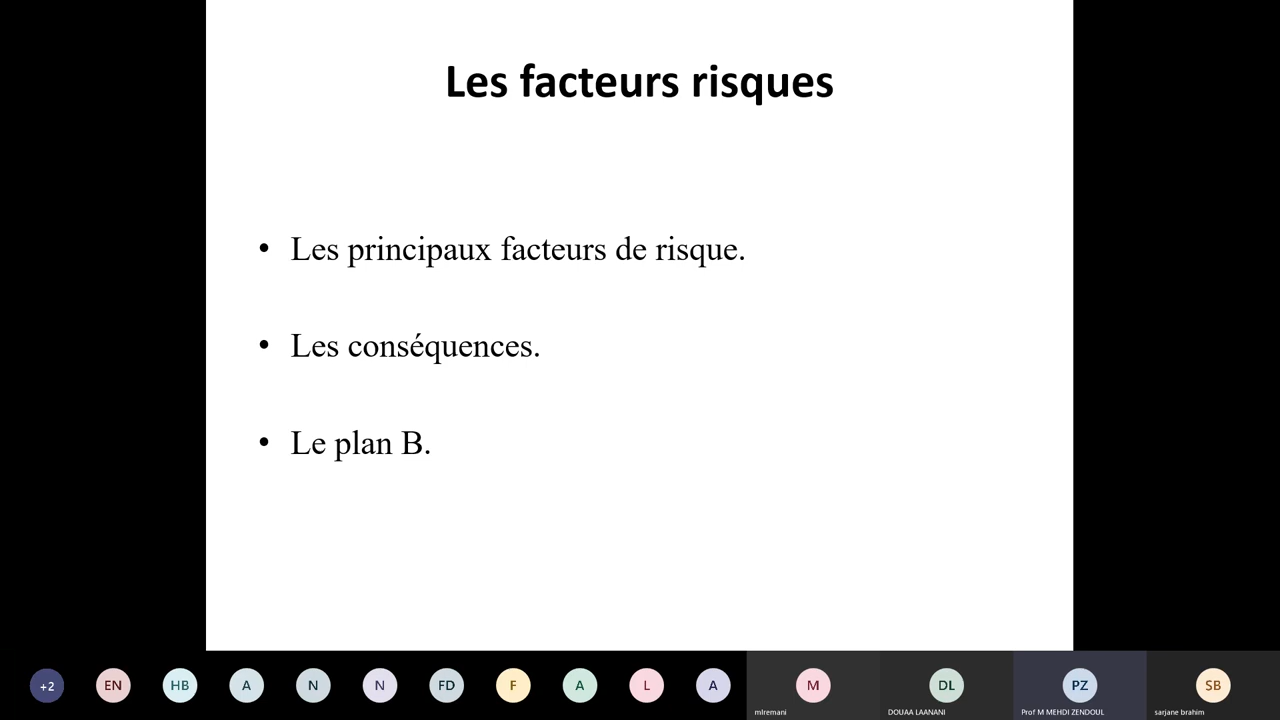 Les facteurs risques
• Les principaux facteurs de risque.
• Les conséquences.
• Le plan B.
+2 EN HB A N N FD F A L A M DL PZ SB
mlremani DOUAA LAANANI Prof M MEHDI ZENDOUL sarjane brahim